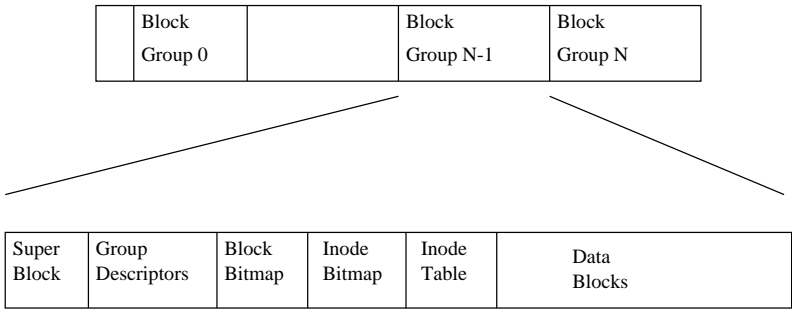 Block
Group 0
Block
Group N-1
Block
Group N
Super
Block
Group
Descriptors
Block
Bitmap
Inode
Bitmap
Inode
Table
Data
Blocks